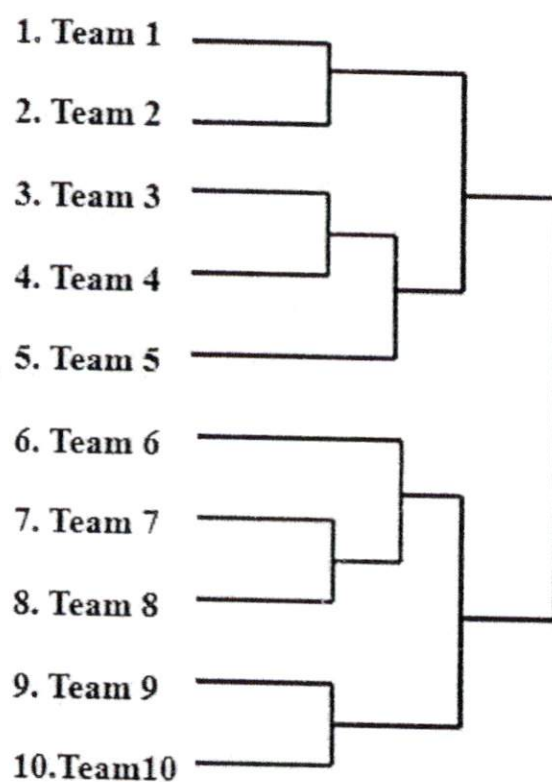 1. Team 1
2. Team 2
3. Team 3
4. Team 4
5. Team 5
6. Team 6
7. Team 7
8. Team 8
9. Team 9
10.Team10